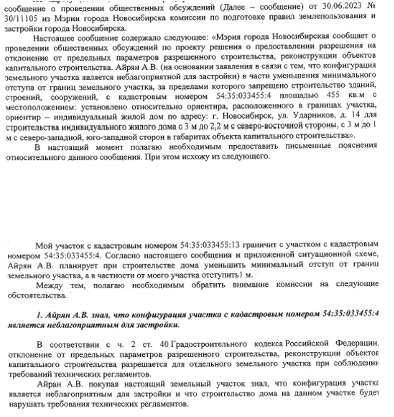 сообщение о проведении общественных обсуждений (Далее – сообщение) от 30.06.2023 №
30/11105 из Мэрии города Новосибирска комиссии по подготовке правил землепользования и
застройки города Новосибирска.
Настоящее сообщение содержало следующее: «Мэрия города Новосибирская сообщает о
проведении общественных обсуждений по проекту решения о предоставлении разрешения на
отклонение от предельных параметров разрешенного строительства, реконструкции объектов
капитального строительства. Айрян А.В. (на основании заявления в связи с тем, что конфигурация
земельного участка является неблагоприятной для застройки) в части уменьшения минимального
отступа от границ земельного участка, за пределами которого запрещено строительство зданий,
строений, сооружений, с кадастровым номером 54:35:033455:4 площадью 455 кв.м с
местоположением: установлено относительно ориентира, расположенного в границах участка,
ориентир – индивидуальный жилой дом по адресу: г. Новосибирск, ул. Ударников, д. 14 для
строительства индивидуального жилого дома с 3 м до 2,2 м с северо-восточной стороны, с 3 м до 1
м с северо-западной, юго-западной сторон в габаритах объекта капитального строительства».
В настоящий момент полагаю необходимым предоставить письменные пояснения
относительного данного сообщения. При этом исхожу из следующего.
Мой участок с кадастровым номером 54:35:033455:13 граничит с участком с кадастровым
номером 54:35:033455:4. Согласно настоящего сообщения и приложенной ситуационной схеме,
Айрян А.В. планирует при строительстве дома уменьшить минимальный отступ от границ
земельного участка, а в частности от моего участка отступить1 м.
Между тем, полагаю необходимым обратить внимание комиссии на следующие
обстоятельства.
1. Айрян А.В. знал, что конфигурация участка с кадастровым номером 54:35:033455:4
является неблагоприятным для застройки.
В соответствии с ч. 2 ст. 40 Градостроительного кодекса Российской Федерации,
отклонение от предельных параметров разрешенного строительства, реконструкции объектов
капитального строительства разрешается для отдельного земельного участка при соблюдении
требований технических регламентов.
Айрян А.В. покупая настоящий земельный участок знал, что конфигурация участка
является неблагоприятной для застройки и что строительство дома на данном участке будет
нарушать требования технических регламентов.